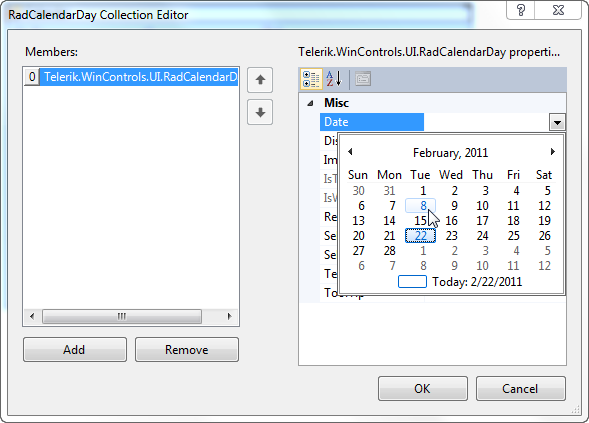 RadCalendarDay Collection Editor
Members:
0 Telerik.WinControls.UI.RadCalendarD
Add
Remove
Telerik.WinControls.UI.RadCalendarDay properti...
Misc
Date
February, 2011
Sun Mon Tue Wed Thu Fri Sat
30 31 1 2 3 4 5
6 7 8 9 10 11 12
13 14 15 16 17 18 19
20 21 22 23 24 25 26
27 28 1 2 3 4 5
6 7 8 9 10 11 12
Today: 2/22/2011
Dis
Im
IsT
Re
Se
Se
Te
OK
Cancel